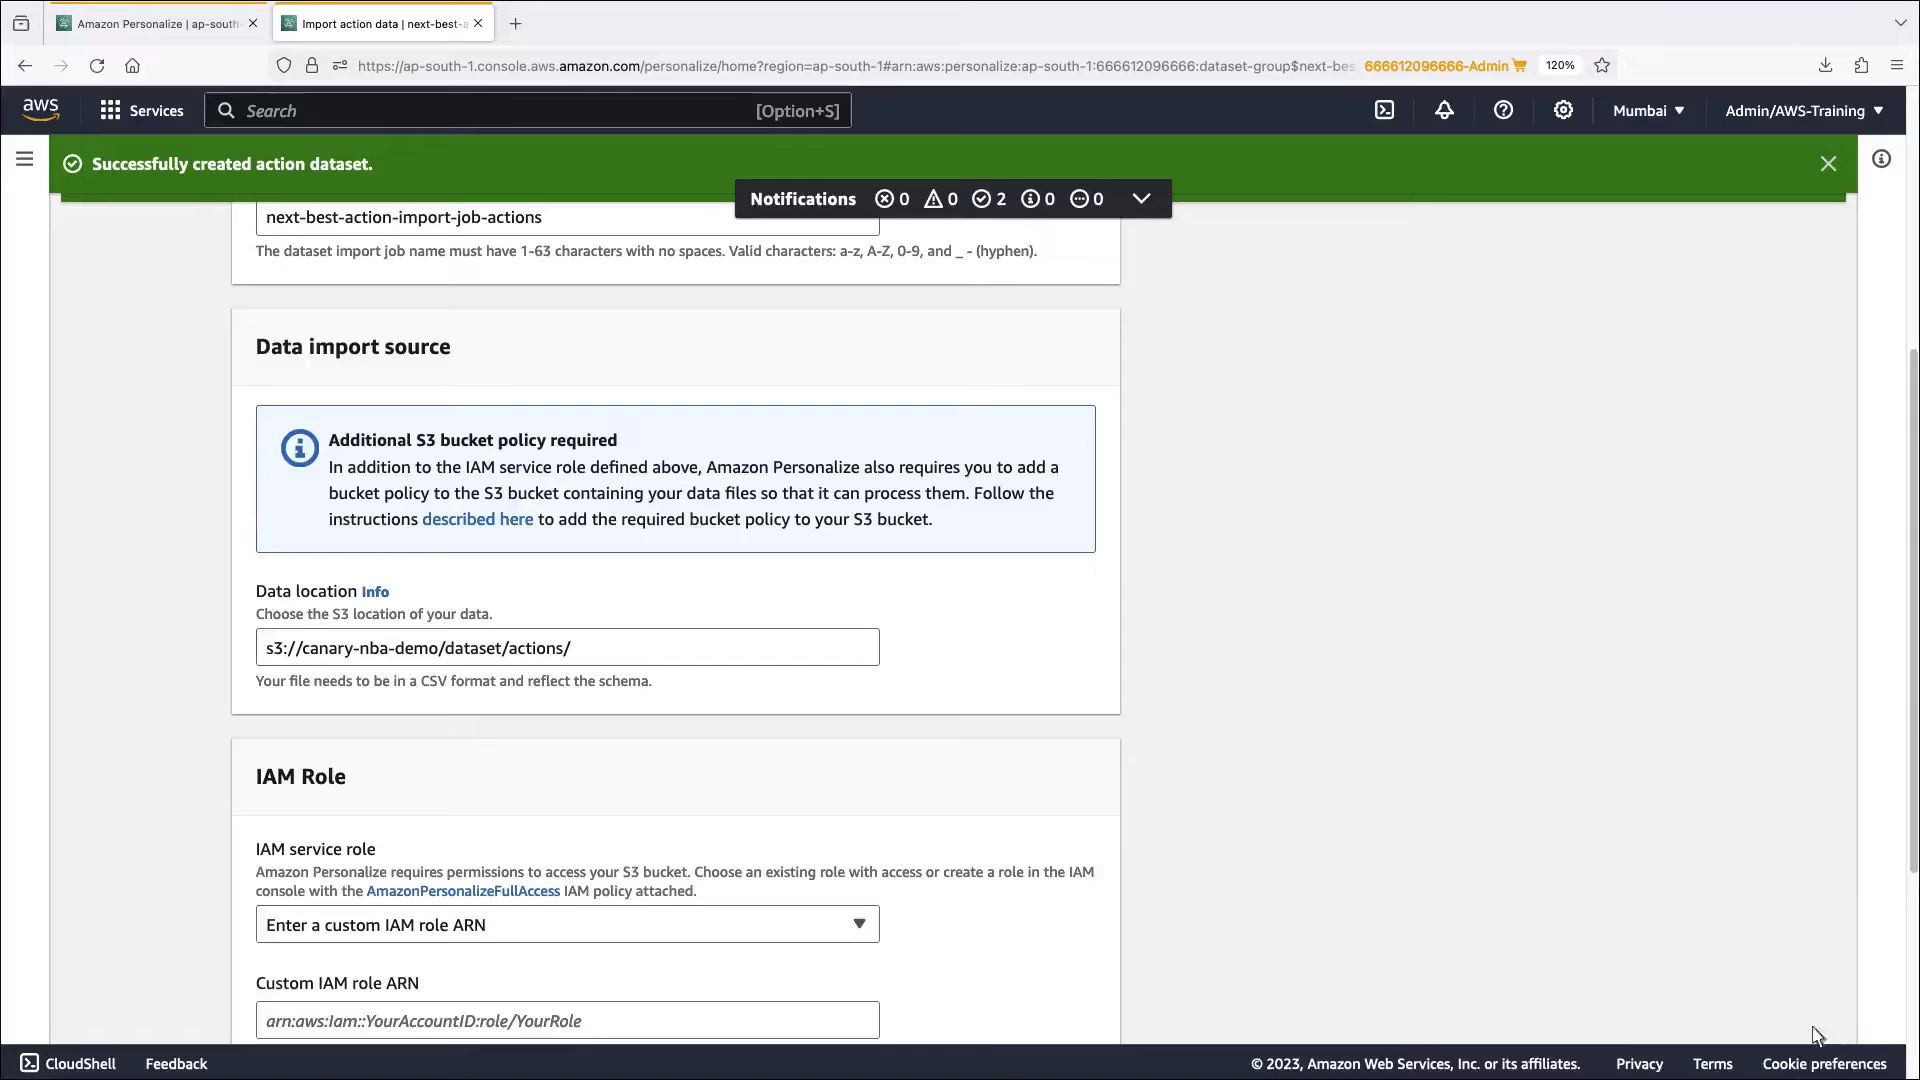 Amazon Personalize | ap-south-
Import action data | next-best-a
https://ap-south-1.console.aws.amazon.com/personalize/home?region=ap-south-1#arn:aws:personalize:ap-south-1:666612096666:dataset-group$next-bes
666612096666-Admin
120%
aws
Services
Search
[Option+S]
Mumbai
Admin/AWS-Training
Successfully created action dataset.
Notifications
0
0
2
0
0
next-best-action-import-job-actions
The dataset import job name must have 1-63 characters with no spaces. Valid characters: a-z, A-Z, 0-9, and _ - (hyphen).
Data import source
Additional S3 bucket policy required
In addition to the IAM service role defined above, Amazon Personalize also requires you to add a
bucket policy to the S3 bucket containing your data files so that it can process them. Follow the
instructions described here to add the required bucket policy to your S3 bucket.
Data location Info
Choose the S3 location of your data.
s3://canary-nba-demo/dataset/actions/
Your file needs to be in a CSV format and reflect the schema.
IAM Role
IAM service role
Amazon Personalize requires permissions to access your S3 bucket. Choose an existing role with access or create a role in the IAM
console with the AmazonPersonalizeFullAccess IAM policy attached.
Enter a custom IAM role ARN
Custom IAM role ARN
arn:aws:Iam::YourAccountID:role/YourRole
CloudShell
Feedback
© 2023, Amazon Web Services, Inc. or its affiliates.
Privacy
Terms
Cookie preferences